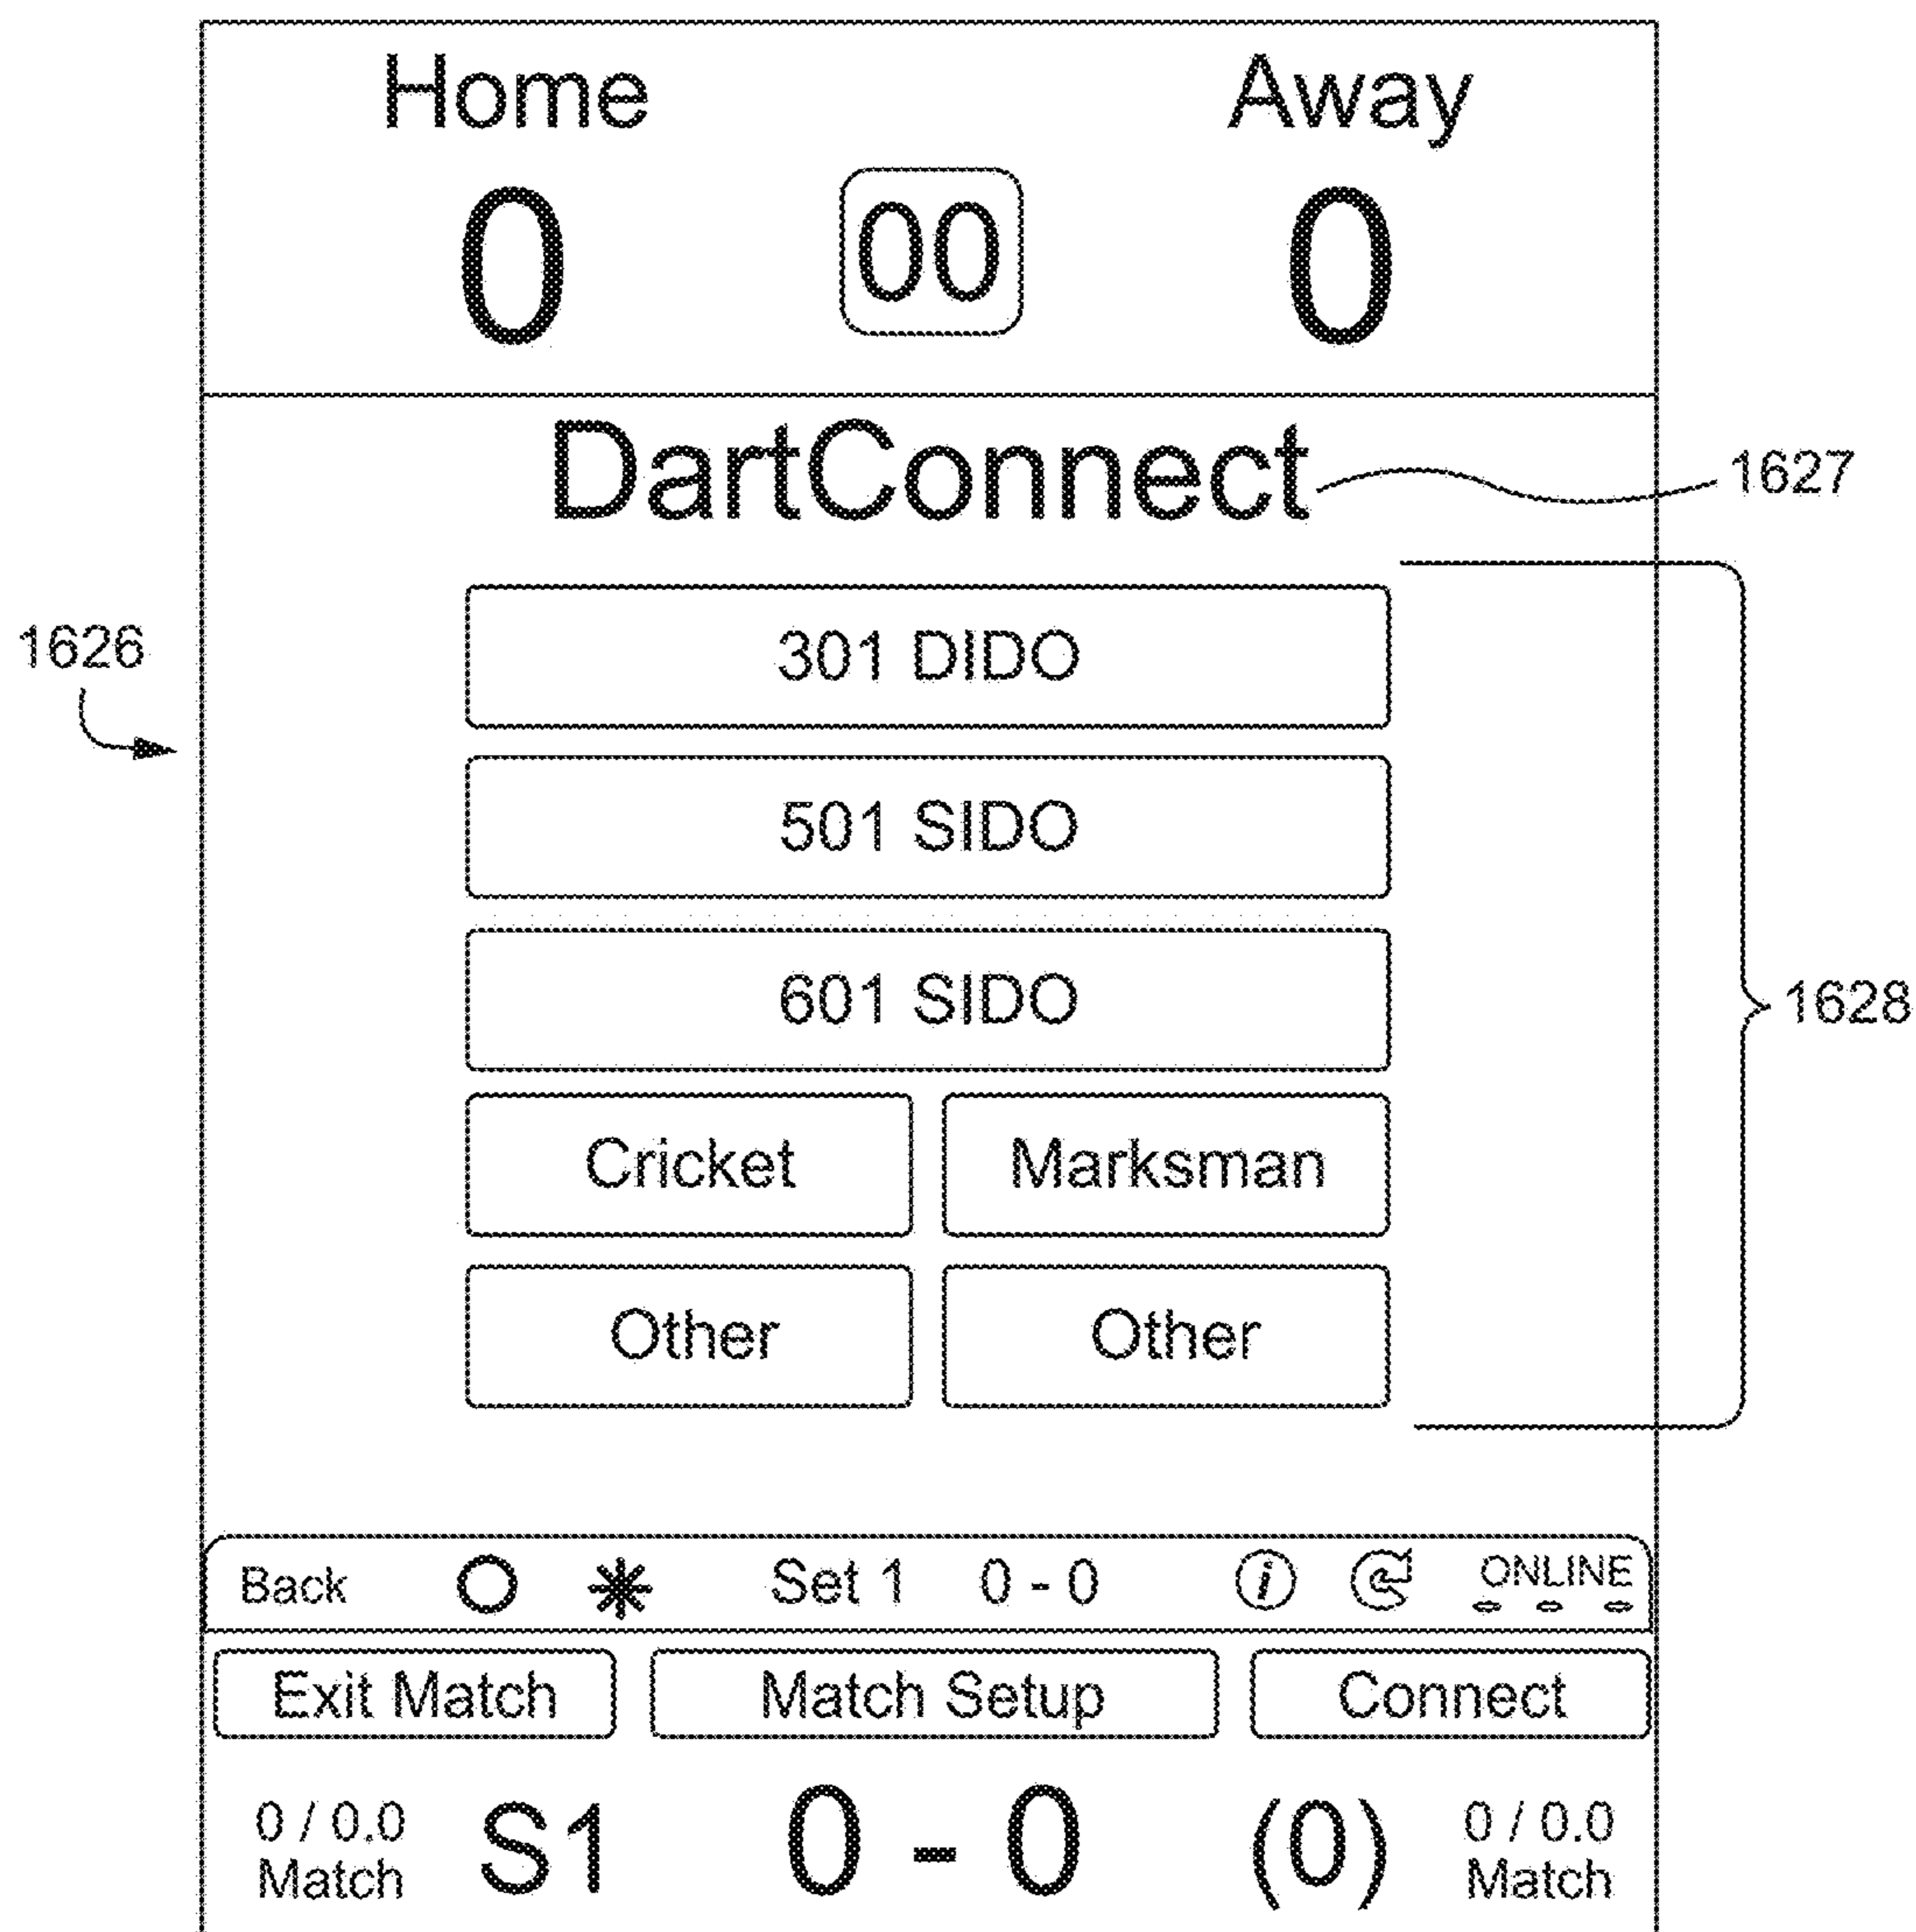 Home Away
0 00 0
DartConnect 1627
301 DIDO
1626
501 SIDO
601 SIDO
1628
Cricket Marksman
Other Other
Back Set 1 0 - 0 i ONLINE
Exit Match Match Setup Connect
0 / 0.0 S1 0 - 0 (0) 0 / 0.0
Match Match